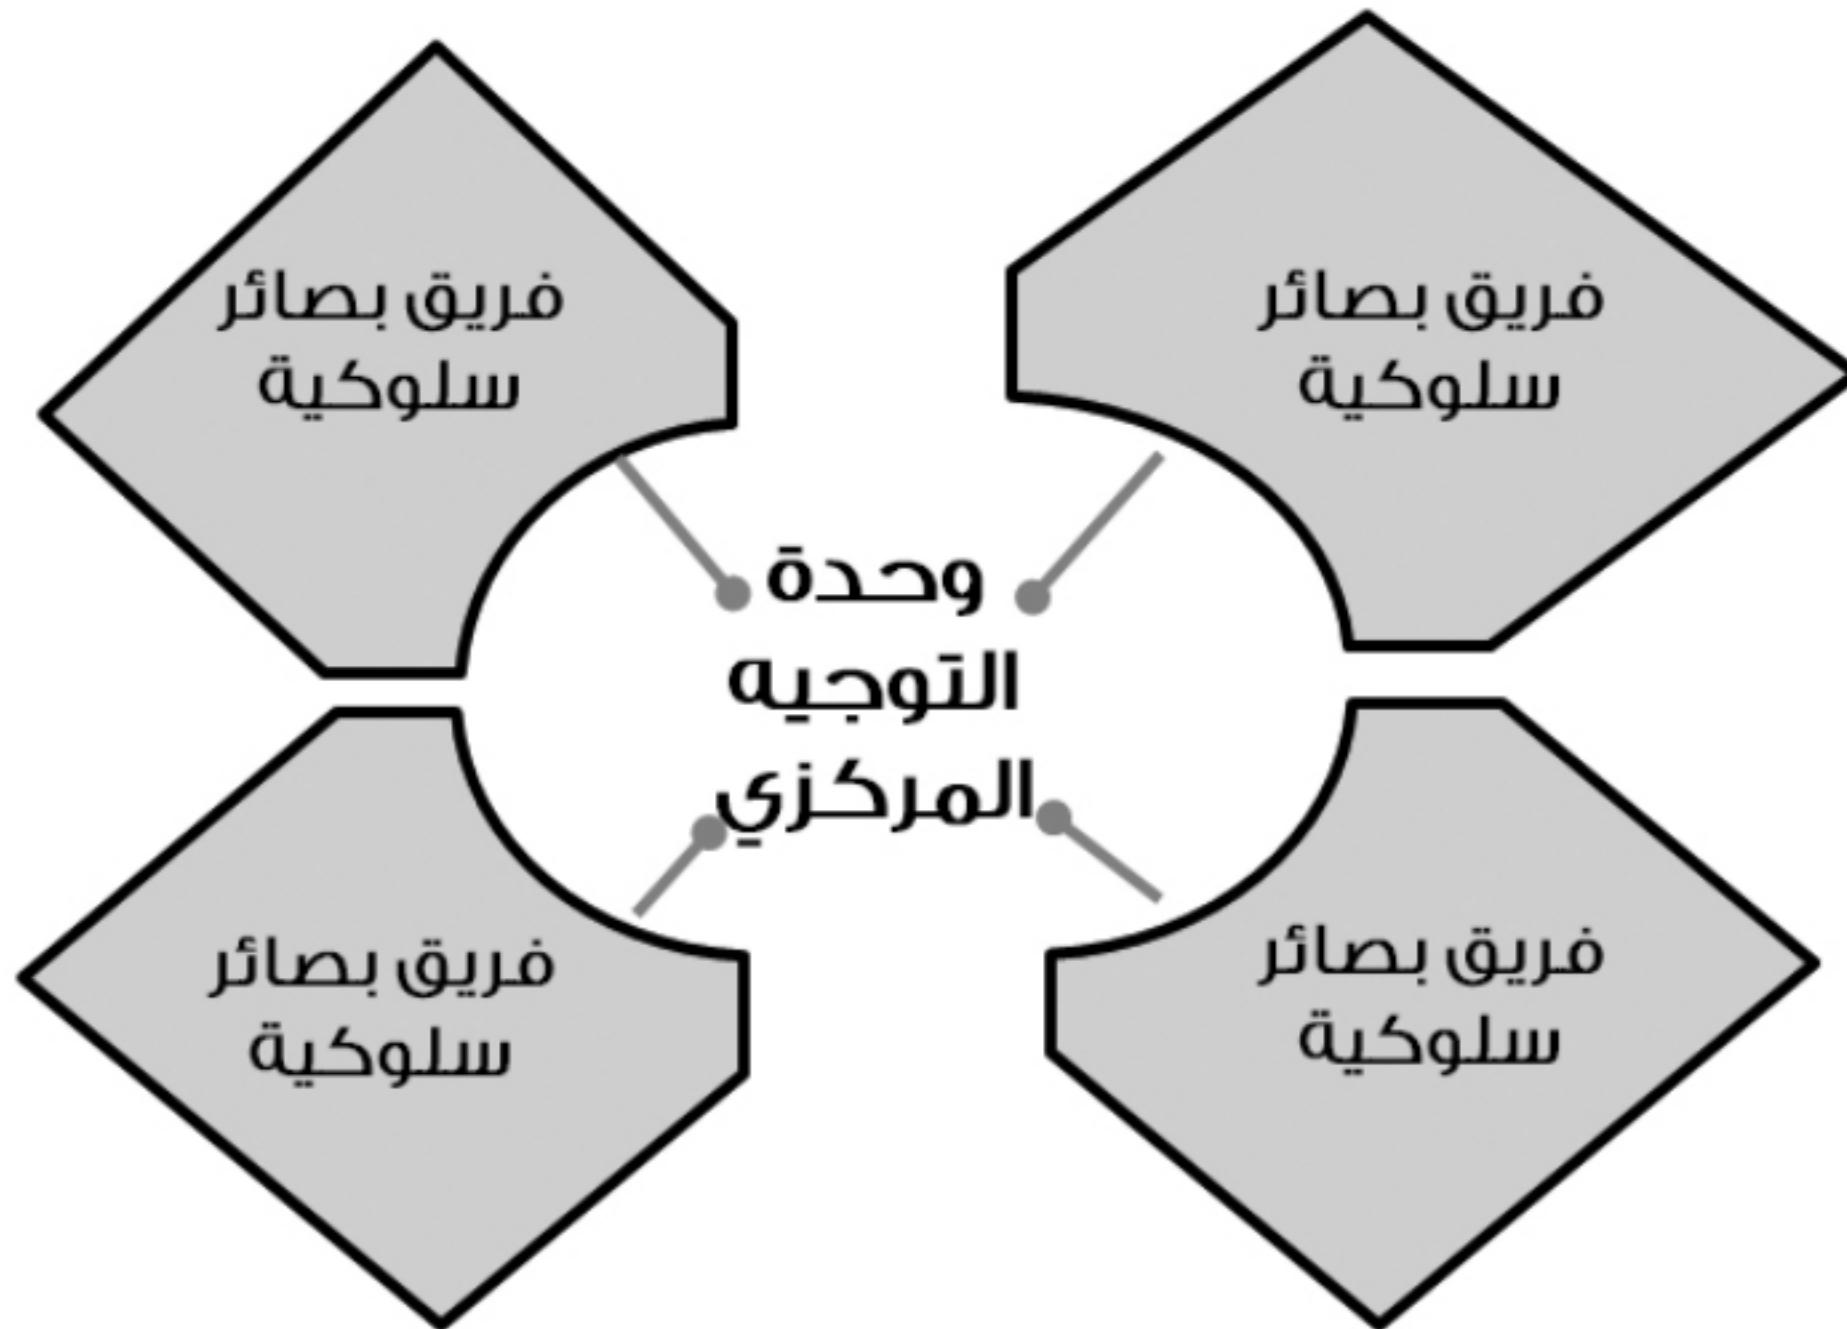 فريق بصائر
سلوكية
فريق بصائر
سلوكية
وحدة
التوجيه
المركزي
فريق بصائر
سلوكية
فريق بصائر
سلوكية